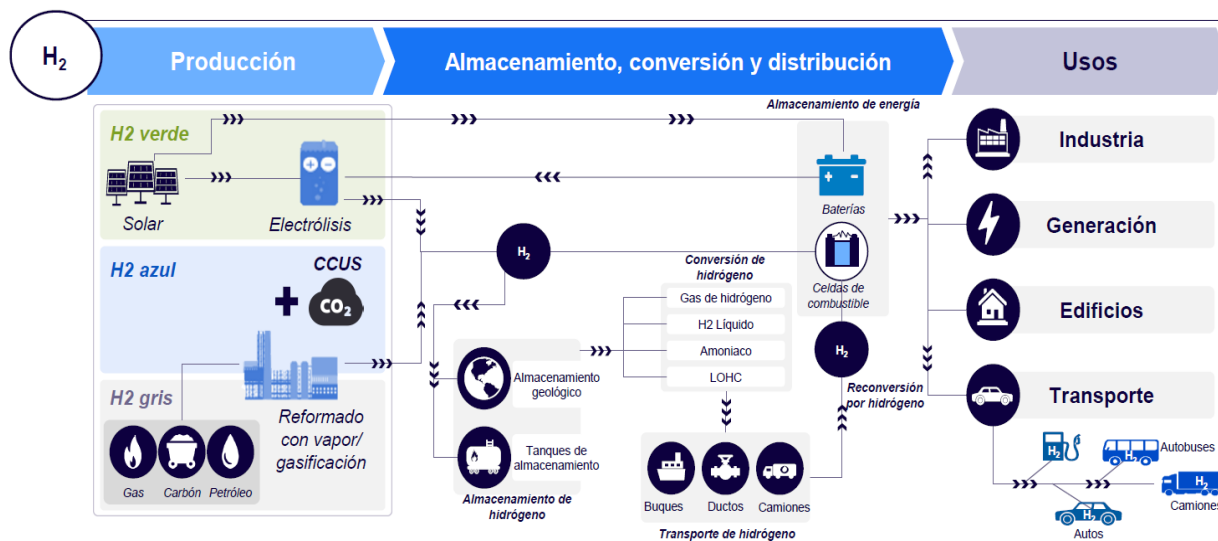 H2
Producción
Almacenamiento, conversión y distribución
Usos
H2 verde
Solar
Electrólisis
H2 azul
CCUS
CO2
H2 gris
Reformado
con vapor/
gasificación
Gas
Carbón
Petróleo
H2
Almacenamiento
geológico
Tanques de
almacenamiento
Almacenamiento de
hidrógeno
Conversión de
hidrógeno
Gas de hidrógeno
H2 Líquido
Amoniaco
LOHC
Buques
Ductos
Camiones
Transporte de hidrógeno
Almacenamiento de energía
Baterías
Celdas de
combustible
H2
Reconversión
por hidrógeno
Industria
Generación
Edificios
Transporte
H2
Autobuses
H2
H2
Camiones
H2
Autos